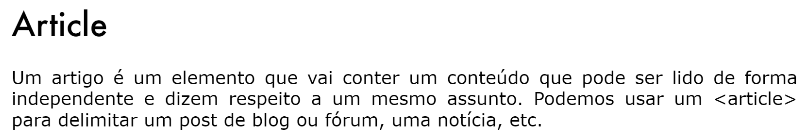 Article
Um artigo é um elemento que vai conter um conteúdo que pode ser lido de forma
independente e dizem respeito a um mesmo assunto. Podemos usar um <article>
para delimitar um post de blog ou fórum, uma notícia, etc.